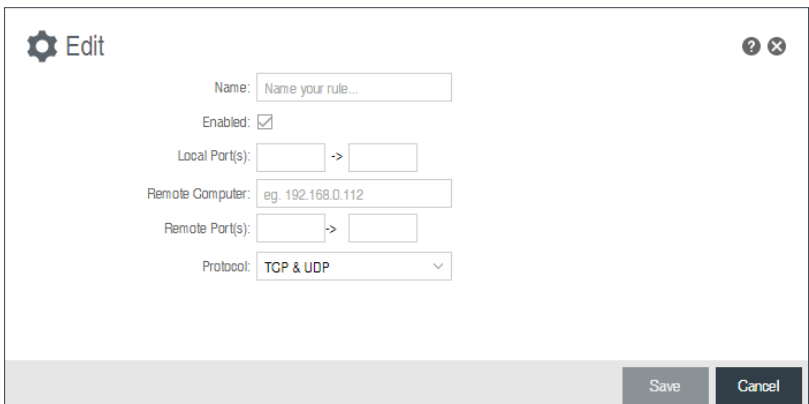 Edit
Name: Name your rule...
Enabled:
Local Port(s): ->
Remote Computer: eg. 192.168.0.112
Remote Port(s): ->
Protocol: TCP & UDP
Save Cancel